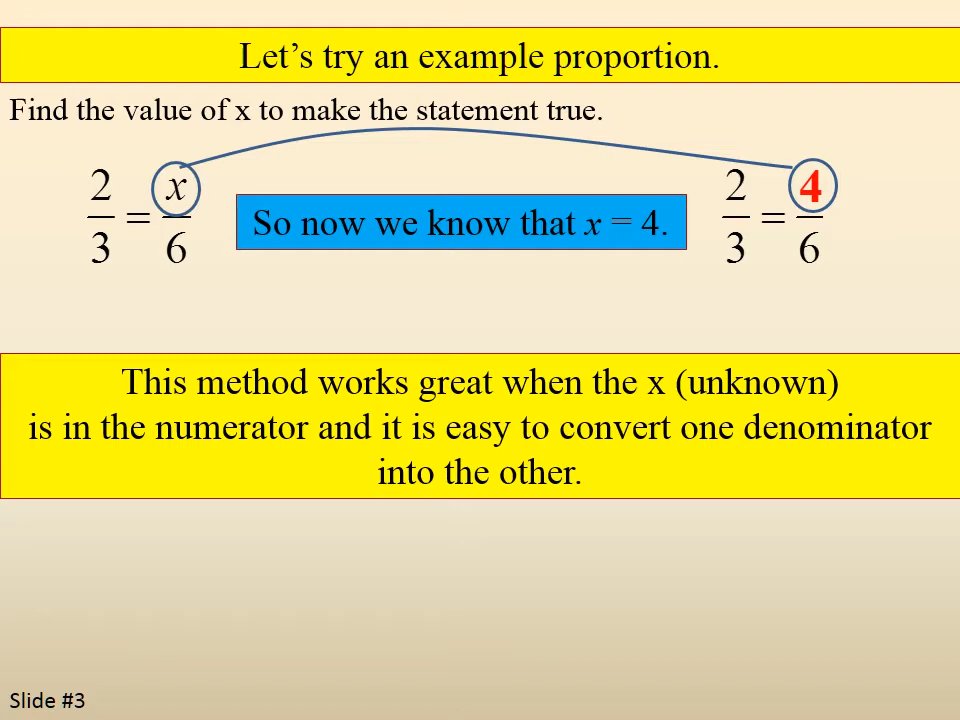 Let's try an example proportion.
Find the value of x to make the statement true.
2/3 = x/6
So now we know that x = 4.
2/3 = 4/6
This method works great when the x (unknown)
is in the numerator and it is easy to convert one denominator
into the other.
Slide #3